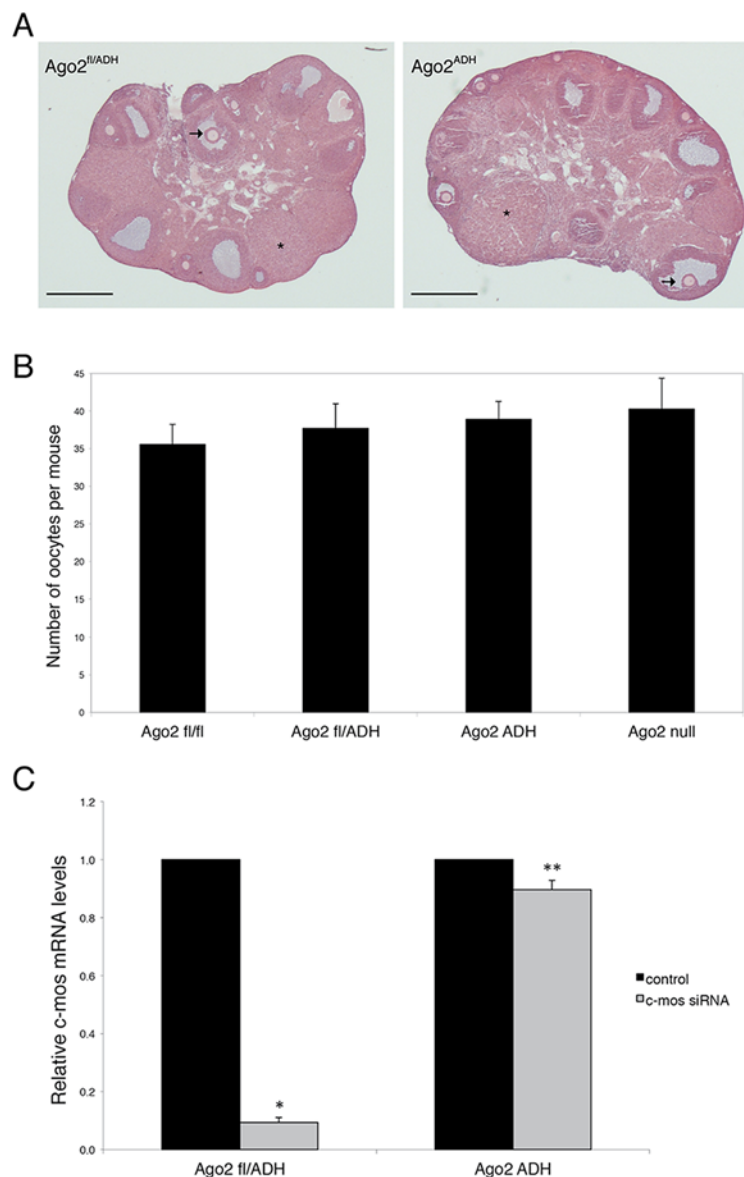 A
Ago2fl/ADH
Ago2ADH
*
*
B
Number of oocytes per mouse
45
40
35
30
25
20
15
10
5
0
Ago2 fl/fl Ago2 fl/ADH Ago2 ADH Ago2 null
C
Relative c-mos mRNA levels
1.2
1.0
0.8
0.6
0.4
0.2
0.0
*
**
control
c-mos siRNA
Ago2 fl/ADH Ago2 ADH